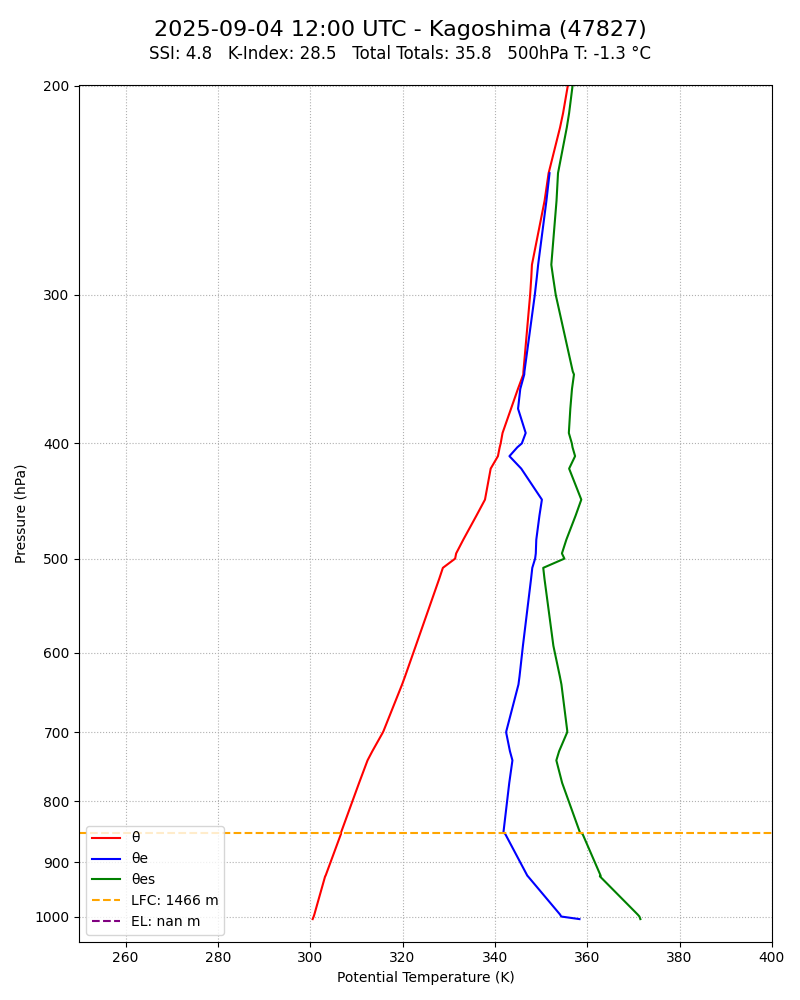 2025-09-04 12:00 UTC - Kagoshima (47827)
SSI: 4.8   K-Index: 28.5   Total Totals: 35.8   500hPa T: -1.3 °C
200
300
400
500
600
700
800
900
1000
Pressure (hPa)
θ
θe
θes
LFC: 1466 m
EL: nan m
260 280 300 320 340 360 380 400
Potential Temperature (K)